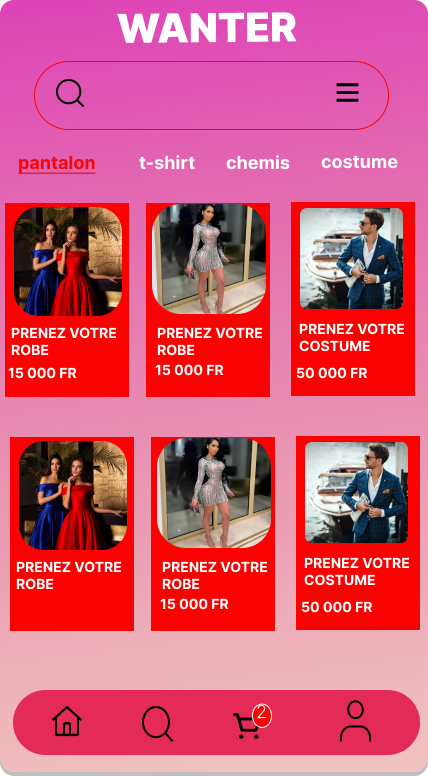 WANTER
pantalon t-shirt chemis costume
PRENEZ VOTRE
ROBE
15 000 FR
PRENEZ VOTRE
ROBE
15 000 FR
PRENEZ VOTRE
COSTUME
50 000 FR
PRENEZ VOTRE
ROBE
PRENEZ VOTRE
ROBE
15 000 FR
PRENEZ VOTRE
COSTUME
50 000 FR
2